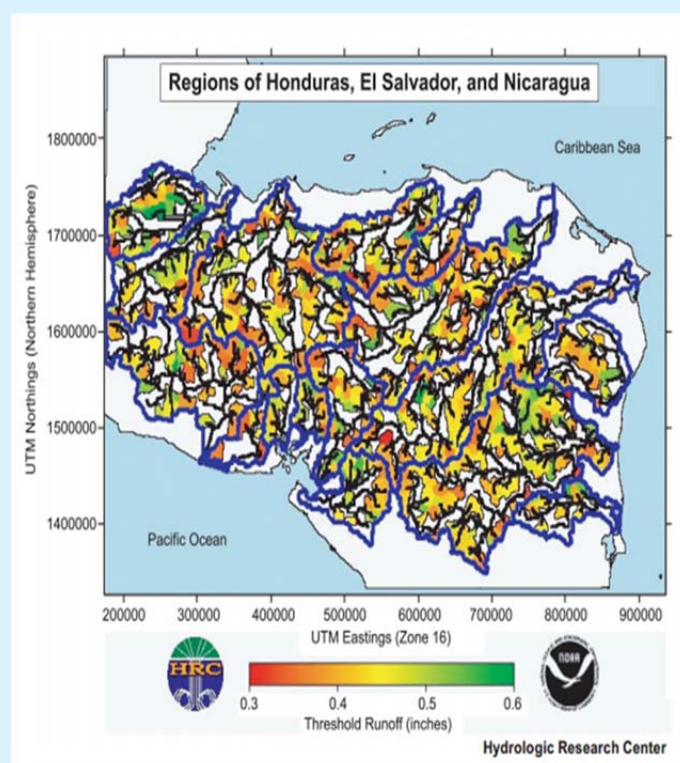 Regions of Honduras, El Salvador, and Nicaragua
Caribbean Sea
Pacific Ocean
UTM Northings (Northern Hemisphere)
1800000
1700000
1600000
1500000
1400000
200000 300000 400000 500000 600000 700000 800000 900000
UTM Eastings (Zone 16)
HRC
NOAA
0.3 0.4 0.5 0.6
Threshold Runoff (inches)
Hydrologic Research Center